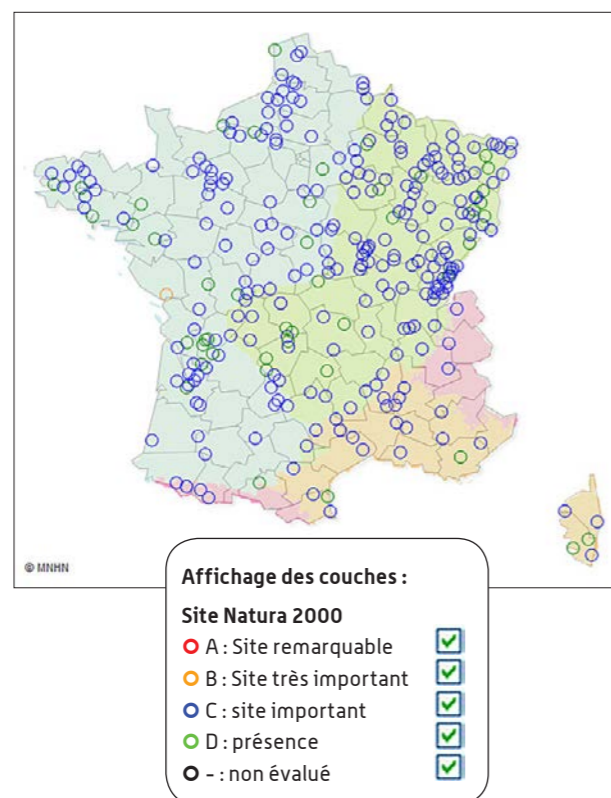 © MNHN
Affichage des couches :
Site Natura 2000
A : Site remarquable
B : Site très important
C : site important
D : présence
- : non évalué